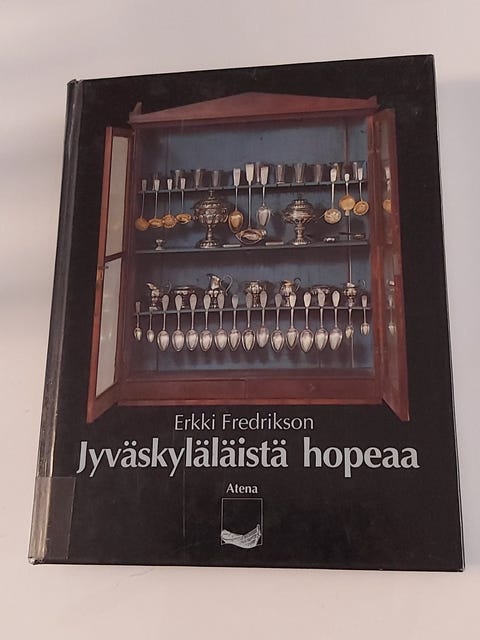 Erkki Fredrikson
Jyväskyläläistä hopeaa
Atena